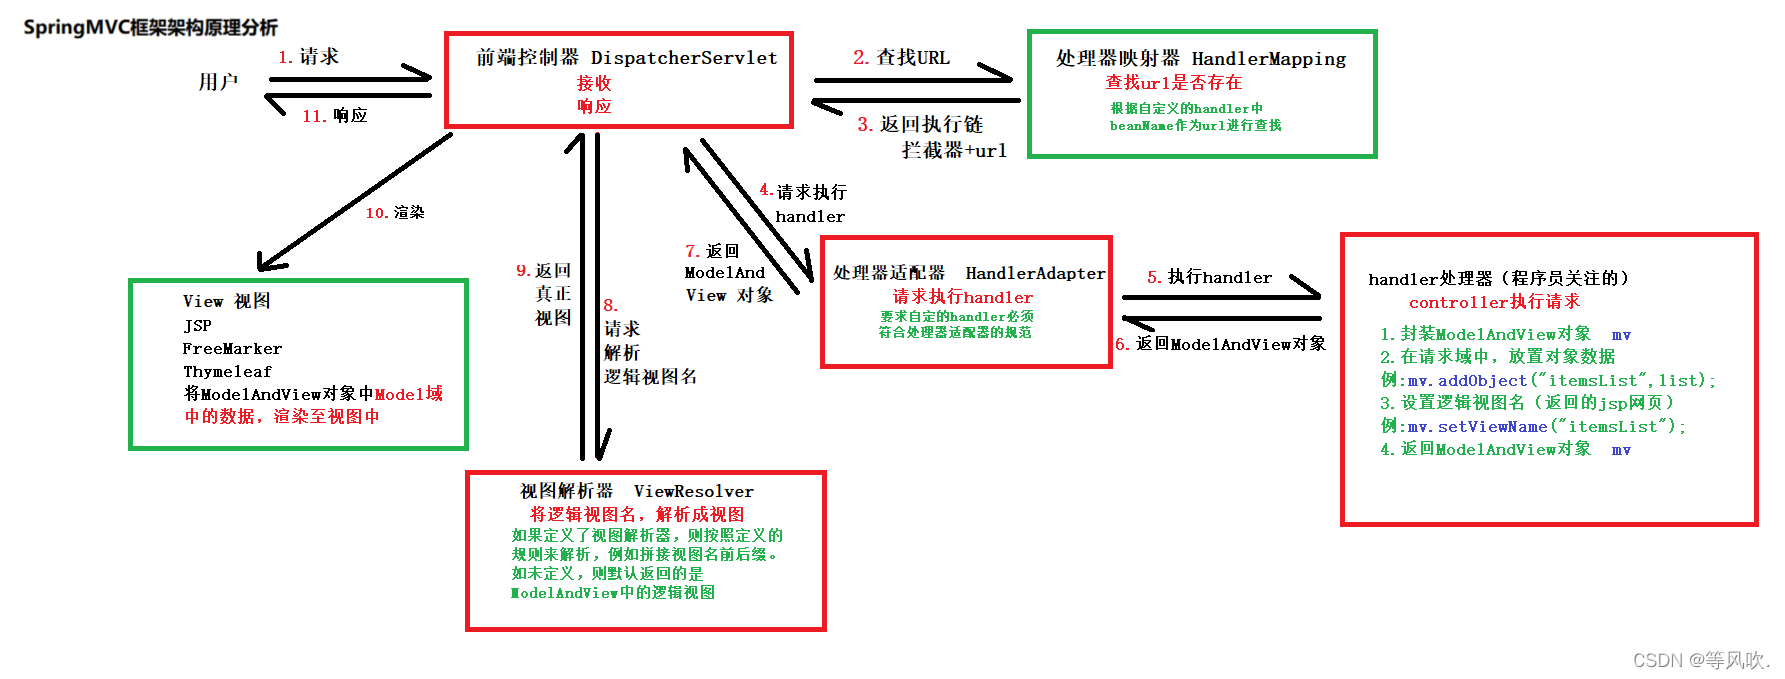 SpringMVC框架架构原理分析
用户
1.请求
11.响应
前端控制器 DispatcherServlet
接收
响应
2.查找URL
3.返回执行链
拦截器+url
处理器映射器 HandlerMapping
查找url是否存在
根据自定义的handler中
beanName作为url进行查找
4.请求执行
handler
7.返回
ModelAnd
View 对象
处理器适配器 HandlerAdapter
请求执行handler
要求自定的handler必须
符合处理器适配器的规范
5.执行handler
6.返回ModelAndView对象
handler处理器（程序员关注的）
controller执行请求
1.封装ModelAndView对象 mv
2.在请求域中，放置对象数据
例:mv.addObject("itemsList",list);
3.设置逻辑视图名（返回的jsp网页）
例:mv.setViewName("itemsList");
4.返回ModelAndView对象 mv
10.渲染
View 视图
JSP
FreeMarker
Thymeleaf
将ModelAndView对象中Model域
中的数据，渲染至视图中
9.返回
真正
视图
8.
请求
解析
逻辑视图名
视图解析器 ViewResolver
将逻辑视图名，解析成视图
如果定义了视图解析器，则按照定义的
规则来解析，例如拼接视图名前后缀。
如未定义，则默认返回的是
ModelAndView中的逻辑视图
CSDN @等风吹.